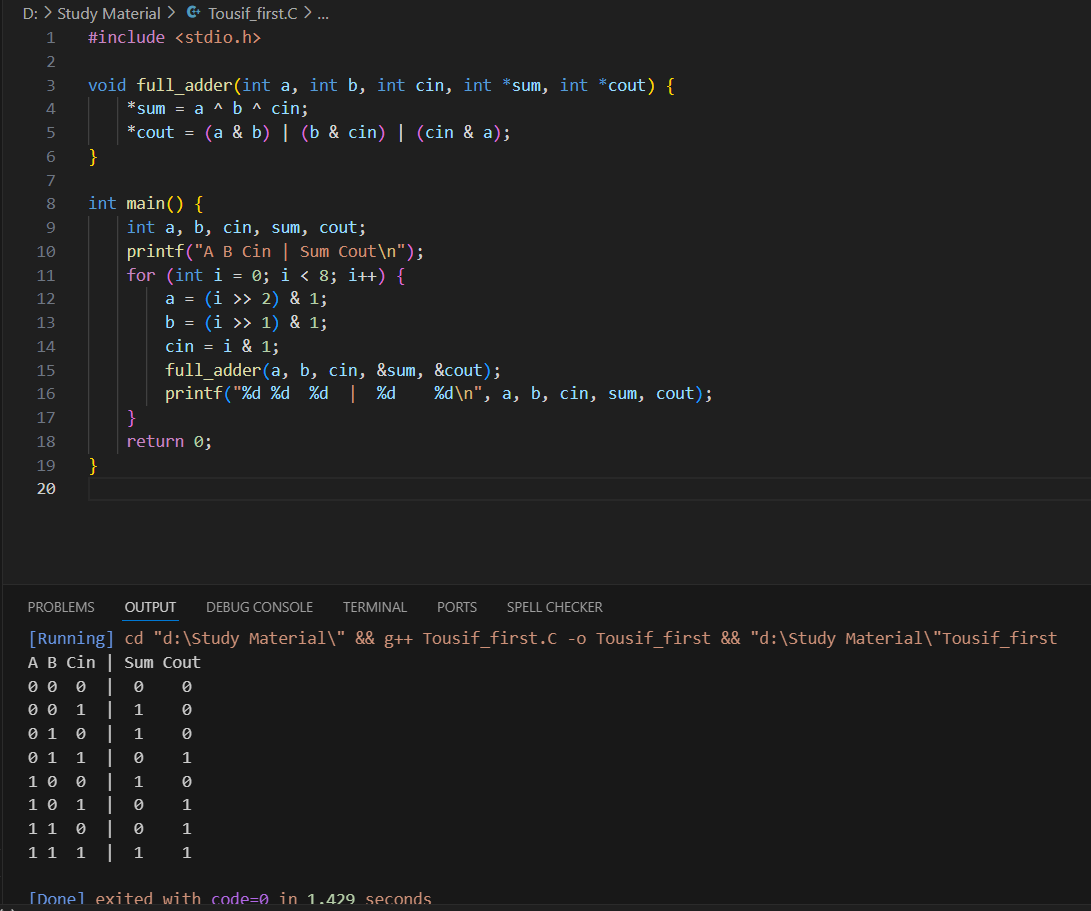 D: > Study Material > Tousif_first.C > ...
1 #include <stdio.h>
2
3 void full_adder(int a, int b, int cin, int *sum, int *cout) {
4     *sum = a ^ b ^ cin;
5     *cout = (a & b) | (b & cin) | (cin & a);
6 }
7
8 int main() {
9     int a, b, cin, sum, cout;
10     printf("A B Cin | Sum Cout\n");
11     for (int i = 0; i < 8; i++) {
12         a = (i >> 2) & 1;
13         b = (i >> 1) & 1;
14         cin = i & 1;
15         full_adder(a, b, cin, &sum, &cout);
16         printf("%d %d  %d  |  %d    %d\n", a, b, cin, sum, cout);
17     }
18     return 0;
19 }
20
PROBLEMS OUTPUT DEBUG CONSOLE TERMINAL PORTS SPELL CHECKER
[Running] cd "d:\Study Material\" && g++ Tousif_first.C -o Tousif_first && "d:\Study Material\"Tousif_first
A B Cin | Sum Cout
0 0  0  |  0    0
0 0  1  |  1    0
0 1  0  |  1    0
0 1  1  |  0    1
1 0  0  |  1    0
1 0  1  |  0    1
1 1  0  |  0    1
1 1  1  |  1    1
[Done] exited with code=0 in 1.429 seconds